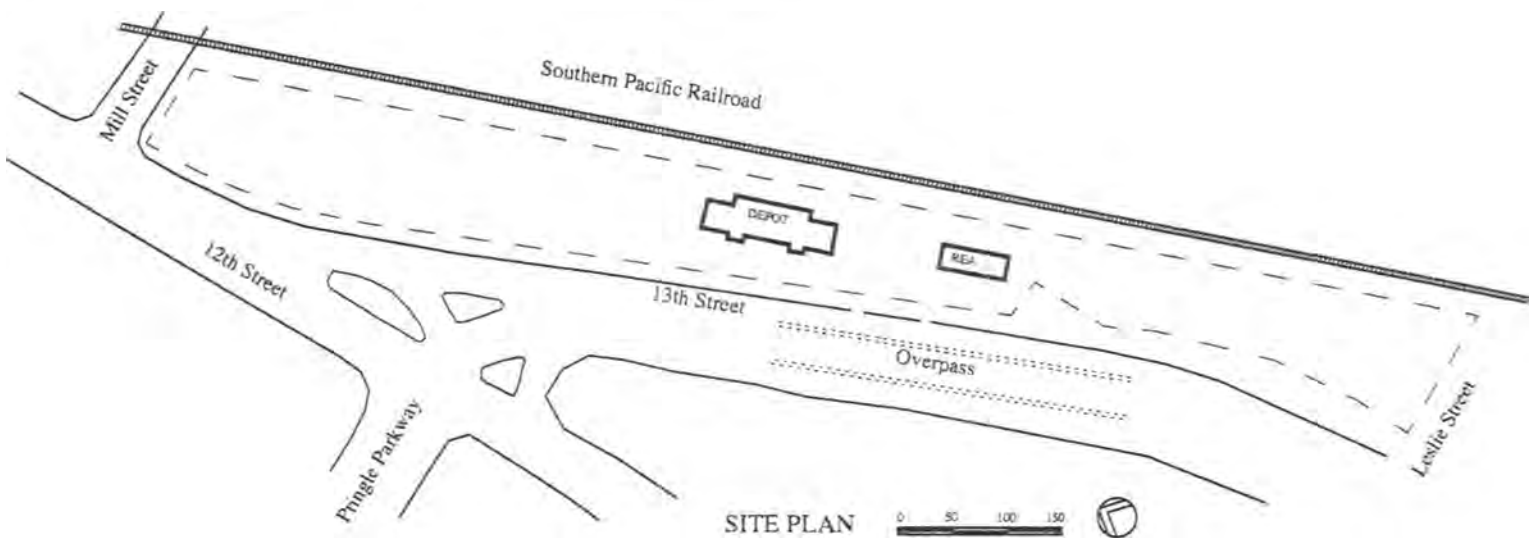 Southern Pacific Railroad
Mill Street
DEPOT
REA
12th Street
13th Street
Overpass
Leslie Street
Pringle Parkway
SITE PLAN
0 50 100 150